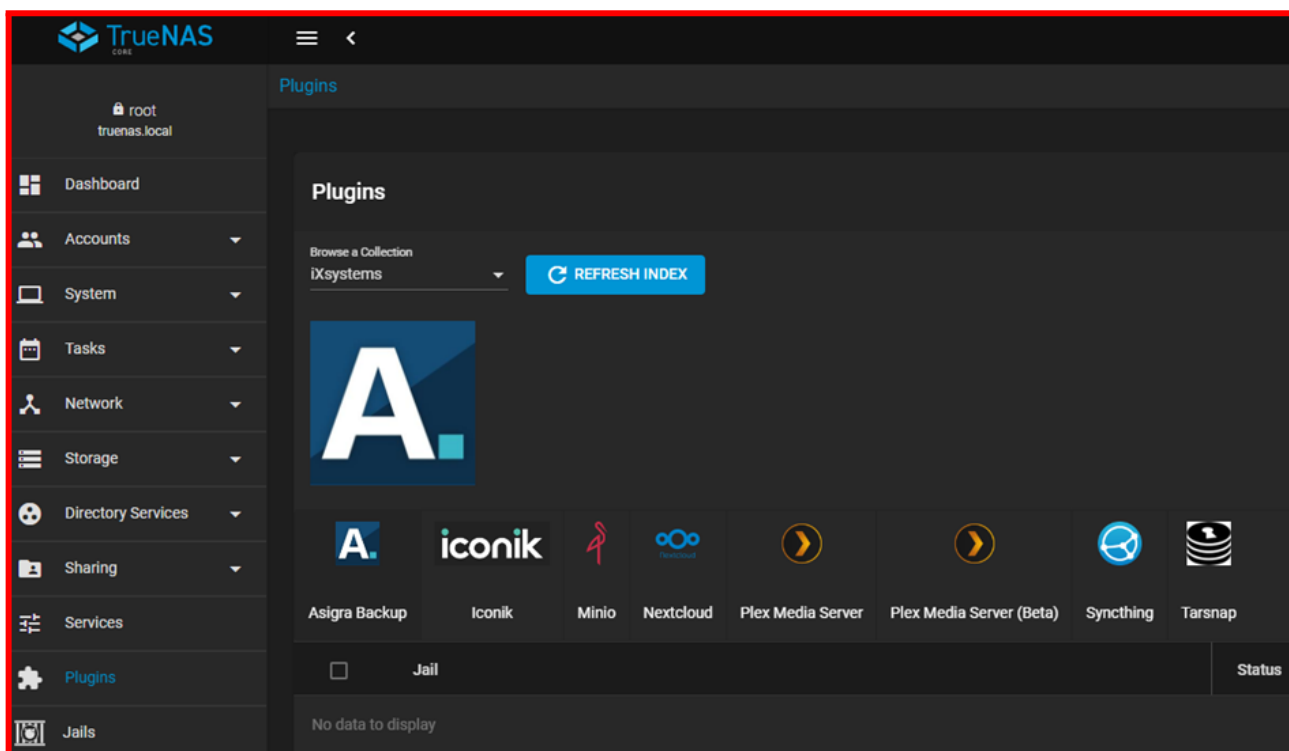 TrueNAS
CORE
root
truenas.local
Dashboard
Accounts
System
Tasks
Network
Storage
Directory Services
Sharing
Services
Plugins
Jails
Plugins
Plugins
Browse a Collection
iXsystems
REFRESH INDEX
A.
A.
iconik
nextcloud
Asigra Backup
Iconik
Minio
Nextcloud
Plex Media Server
Plex Media Server (Beta)
Syncthing
Tarsnap
Jail
Status
No data to display